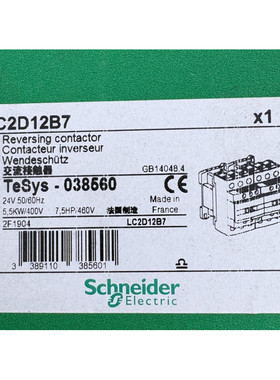 C2D12B7
x1
Reversing contactor
Contacteur inverseur
Wendeschütz
交流接触器
GB14048.4
TeSys - 038560
CE
24V 50/60Hz
Made in
5,5KW/400V 7,5HP/460V 法國制造 France
2F1904
LC2D12B7
3 389110 385601
Schneider
Electric